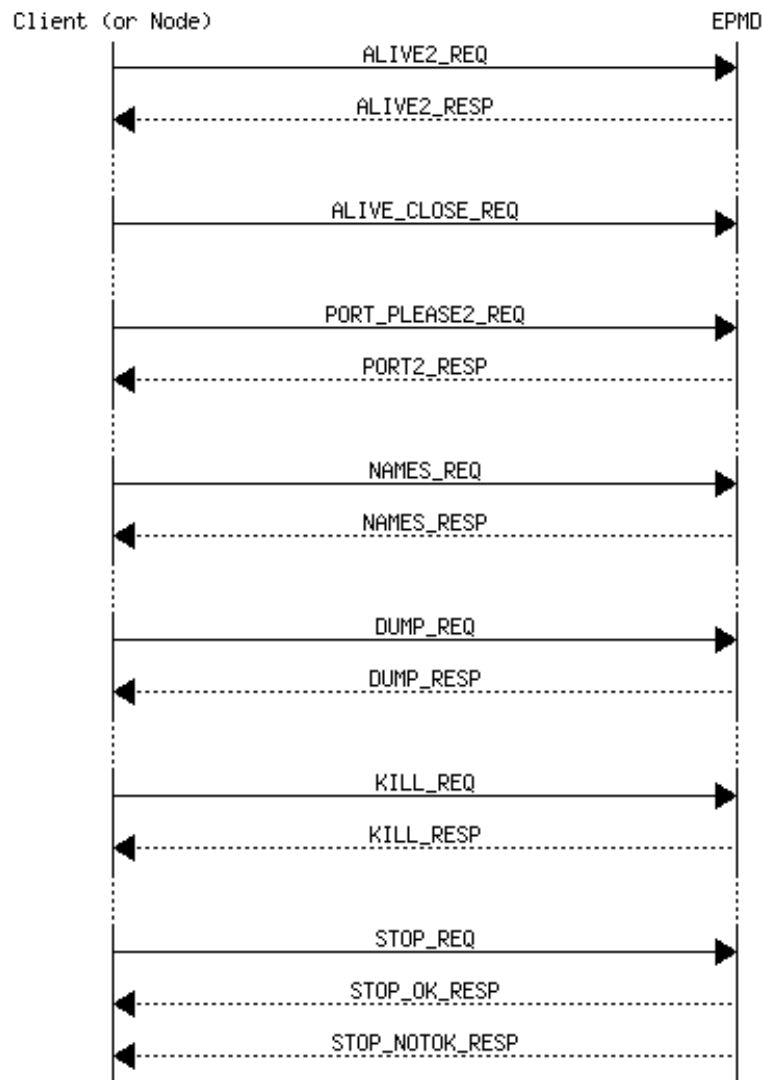 Client (or Node) EPMD
ALIVE2_REQ
ALIVE2_RESP
ALIVE_CLOSE_REQ
PORT_PLEASE2_REQ
PORT2_RESP
NAMES_REQ
NAMES_RESP
DUMP_REQ
DUMP_RESP
KILL_REQ
KILL_RESP
STOP_REQ
STOP_OK_RESP
STOP_NOTOK_RESP